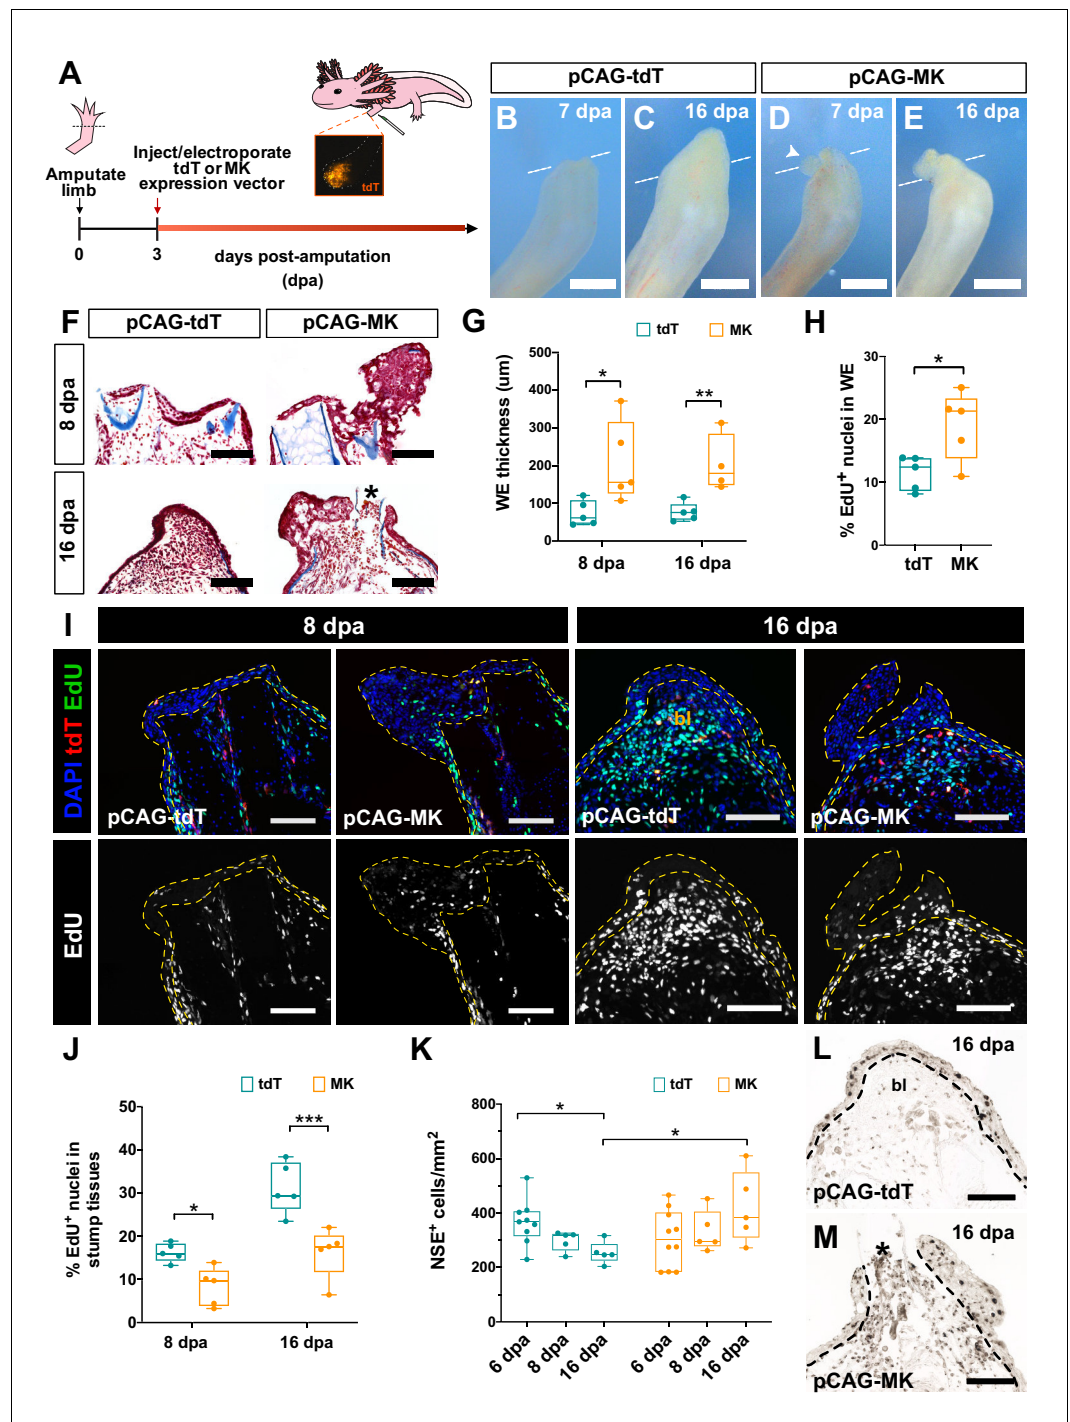 A
Amputate
limb
Inject/electroporate
tdT or MK
expression vector
tdT
0
3
days post-amputation
(dpa)
pCAG-tdT
pCAG-MK
B
7 dpa
C
16 dpa
D
7 dpa
E
16 dpa
F
pCAG-tdT
pCAG-MK
8 dpa
16 dpa
*
G
tdT
MK
WE thickness (um)
500
400
300
200
100
0
*
**
8 dpa
16 dpa
H
% EdU+ nuclei in WE
30
20
10
0
*
tdT
MK
I
8 dpa
16 dpa
DAPI tdT EdU
pCAG-tdT
pCAG-MK
bl
pCAG-tdT
pCAG-MK
EdU
J
tdT
MK
% EdU+ nuclei in
stump tissues
50
40
30
20
10
0
*
***
8 dpa
16 dpa
K
tdT
MK
NSE+ cells/mm2
800
600
400
200
0
*
*
6 dpa
8 dpa
16 dpa
6 dpa
8 dpa
16 dpa
L
16 dpa
bl
pCAG-tdT
M
16 dpa
*
pCAG-MK